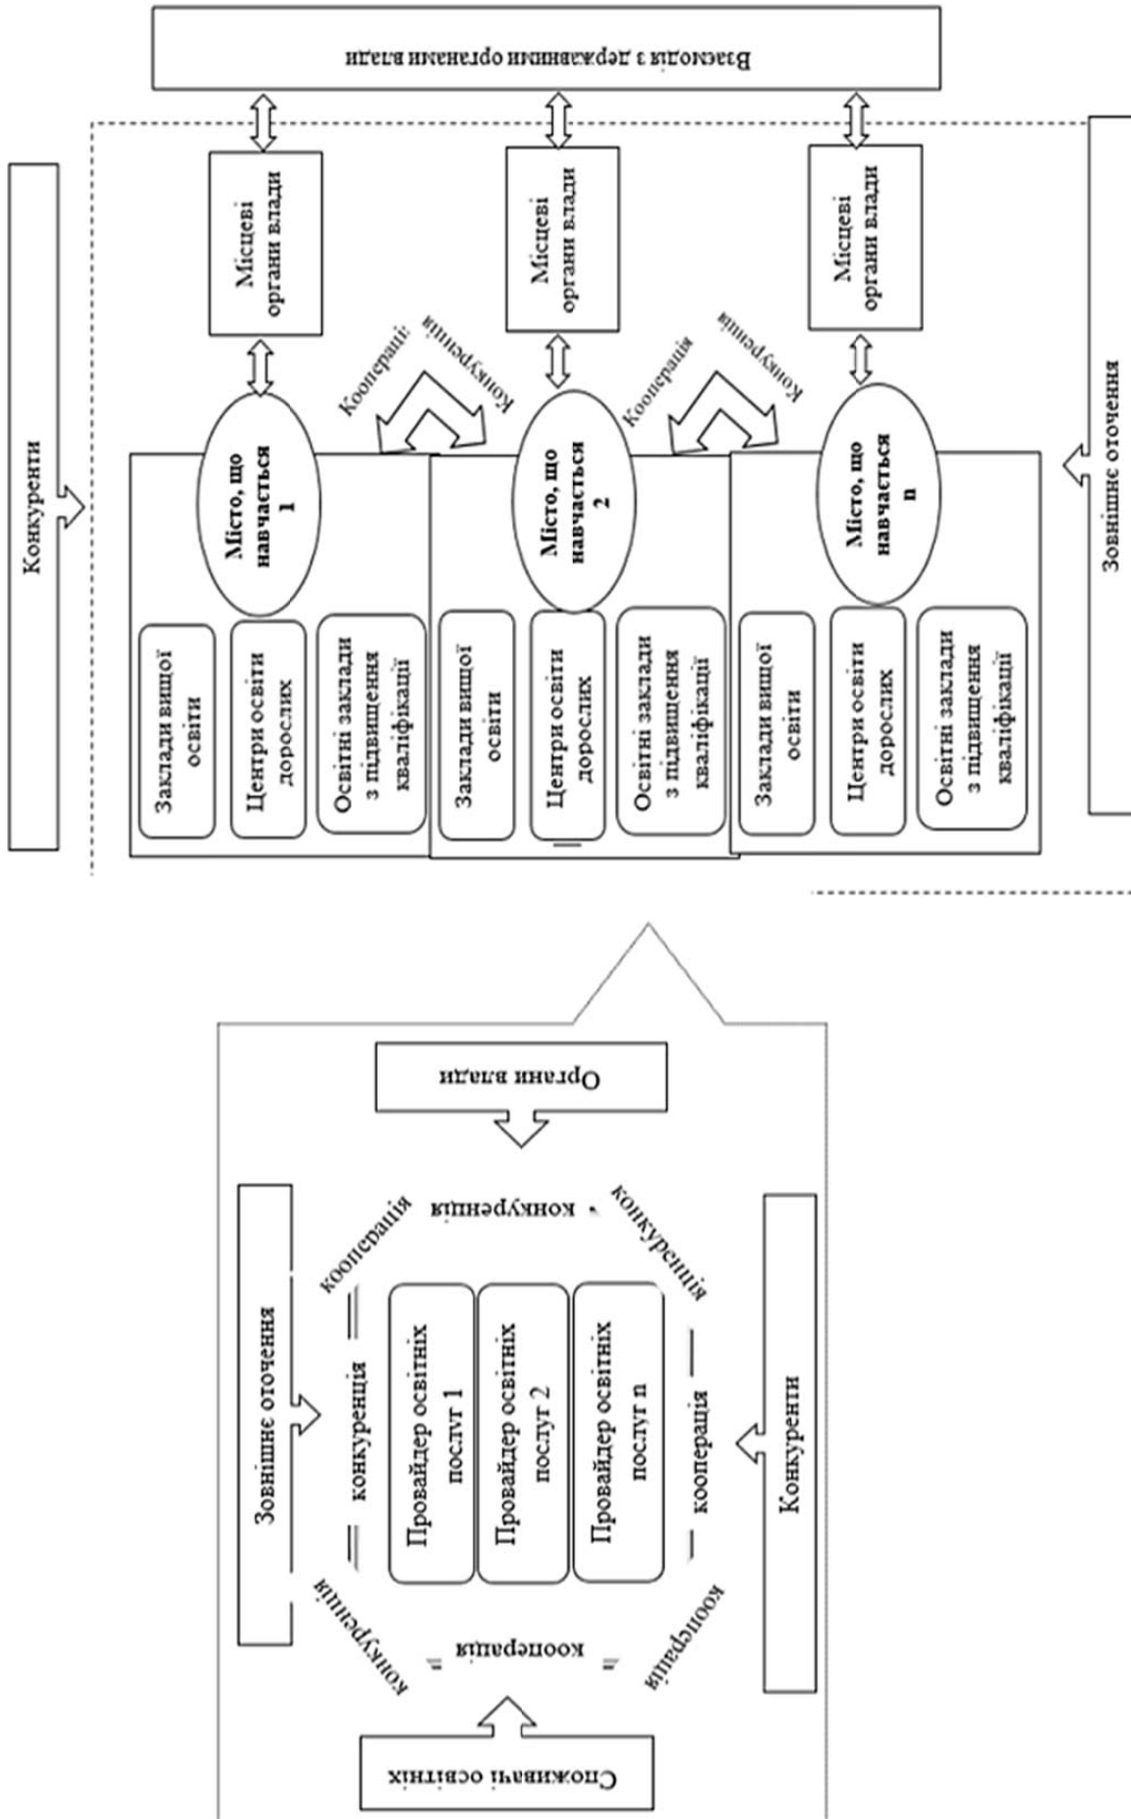 Взаємодія з державними органами влади
Конкуренти
Місцеві
органи влади
Місцеві
органи влади
Місцеві
органи влади
Коопераці
Конкуренція
Кооперація
Конкуренція
Місто, що
навчається
1
Місто, що
навчається
2
Місто, що
навчається
n
Заклади вищої
освіти
Центри освіти
дорослих
Освітні заклади
з підвищення
кваліфікації
Заклади вищої
освіти
Центри освіти
дорослих
Освітні заклади
з підвищення
кваліфікації
Заклади вищої
освіти
Центри освіти
дорослих
Освітні заклади
з підвищення
кваліфікації
Зовнішнє оточення
Органи влади
Зовнішнє оточення
кооперація
конкуренція
конкуренція
конкуренція
Провайдер освітніх
послуг 1
Провайдер освітніх
послуг 2
Провайдер освітніх
послуг n
кооперація
конкуренція
кооперація
кооперація
Конкуренти
Споживачі освітніх